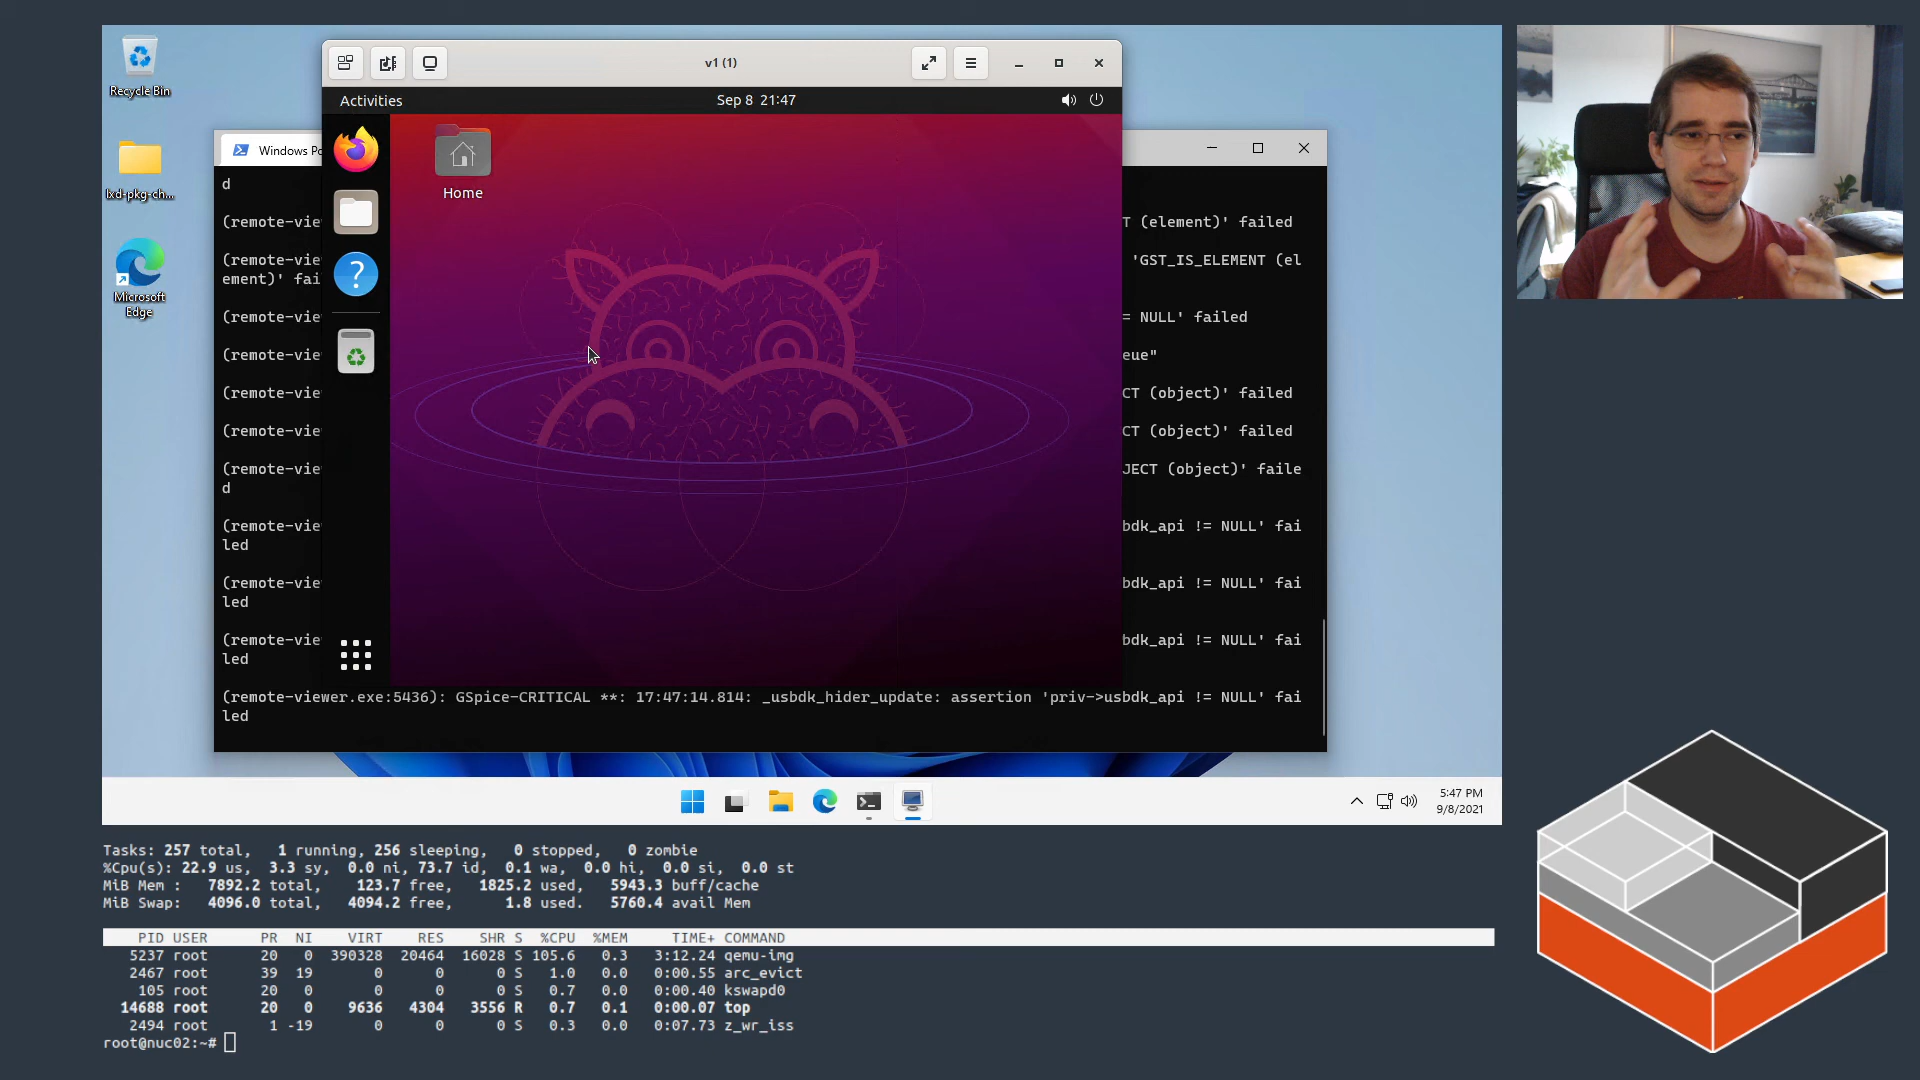 Recycle Bin
lxd-pkg-ch...
Microsoft
Edge
v1 (1)
Activities
Sep 8 21:47
Home
Windows Po
d
(remote-vie
T (element)' failed
(remote-vie
'GST_IS_ELEMENT (el
ement)' fai
(remote-vie
= NULL' failed
(remote-vie
eue"
(remote-vie
CT (object)' failed
(remote-vie
CT (object)' failed
(remote-vie
JECT (object)' faile
d
(remote-vie
bdk_api != NULL' fai
led
(remote-vie
bdk_api != NULL' fai
led
(remote-vie
bdk_api != NULL' fai
led
(remote-viewer.exe:5436): GSpice-CRITICAL **: 17:47:14.814: _usbdk_hider_update: assertion 'priv->usbdk_api != NULL' fai
led
5:47 PM
9/8/2021
Tasks: 257 total, 1 running, 256 sleeping, 0 stopped, 0 zombie
%Cpu(s): 22.9 us, 3.3 sy, 0.0 ni, 73.7 id, 0.1 wa, 0.0 hi, 0.0 si, 0.0 st
MiB Mem : 7892.2 total, 123.7 free, 1825.2 used, 5943.3 buff/cache
MiB Swap: 4096.0 total, 4094.2 free, 1.8 used. 5760.4 avail Mem
PID USER PR NI VIRT RES SHR S %CPU %MEM TIME+ COMMAND
5237 root 20 0 390328 20464 16028 S 105.6 0.3 3:12.24 qemu-img
2467 root 39 19 0 0 0 S 1.0 0.0 0:00.55 arc_evict
105 root 20 0 0 0 0 S 0.7 0.0 0:00.40 kswapd0
14688 root 20 0 9636 4304 3556 R 0.7 0.1 0:00.07 top
2494 root 1 -19 0 0 0 S 0.3 0.0 0:07.73 z_wr_iss
root@nuc02:~#